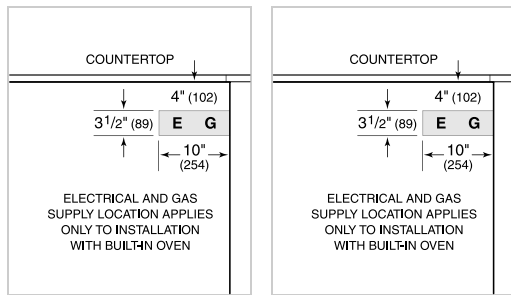 COUNTERTOP
4" (102)
3 1/2" (89)
E G
10"
(254)
ELECTRICAL AND GAS
SUPPLY LOCATION APPLIES
ONLY TO INSTALLATION
WITH BUILT-IN OVEN
COUNTERTOP
4" (102)
3 1/2" (89)
E G
10"
(254)
ELECTRICAL AND GAS
SUPPLY LOCATION APPLIES
ONLY TO INSTALLATION
WITH BUILT-IN OVEN